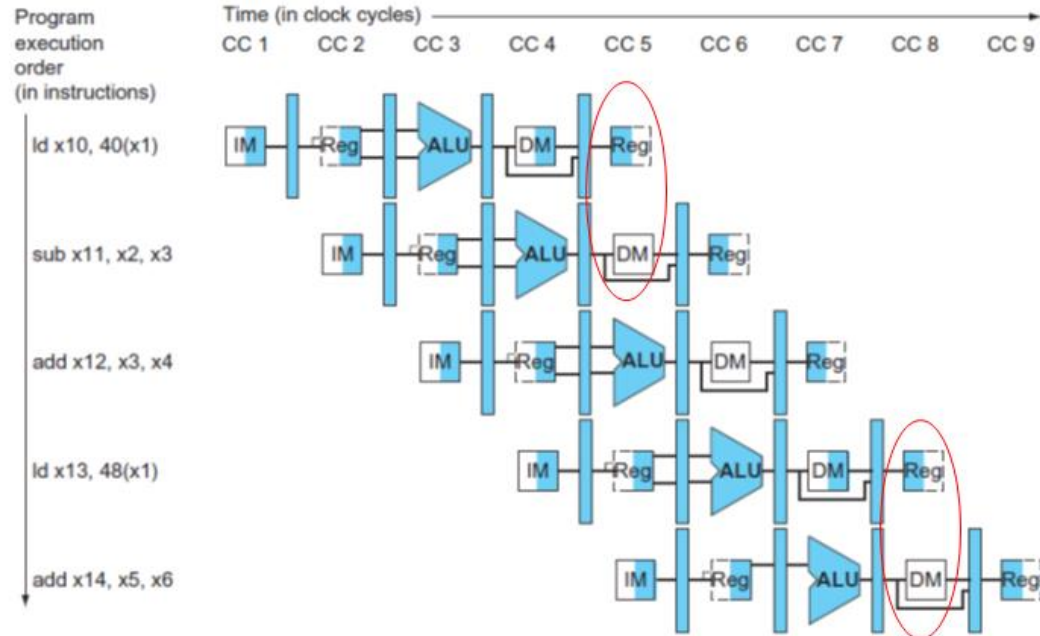 Program
execution
order
(in instructions)
Time (in clock cycles)
CC 1 CC 2 CC 3 CC 4 CC 5 CC 6 CC 7 CC 8 CC 9
ld x10, 40(x1) IM Reg ALU DM Reg
sub x11, x2, x3 IM Reg ALU DM Reg
add x12, x3, x4 IM Reg ALU DM Reg
ld x13, 48(x1) IM Reg ALU DM Reg
add x14, x5, x6 IM Reg ALU DM Reg